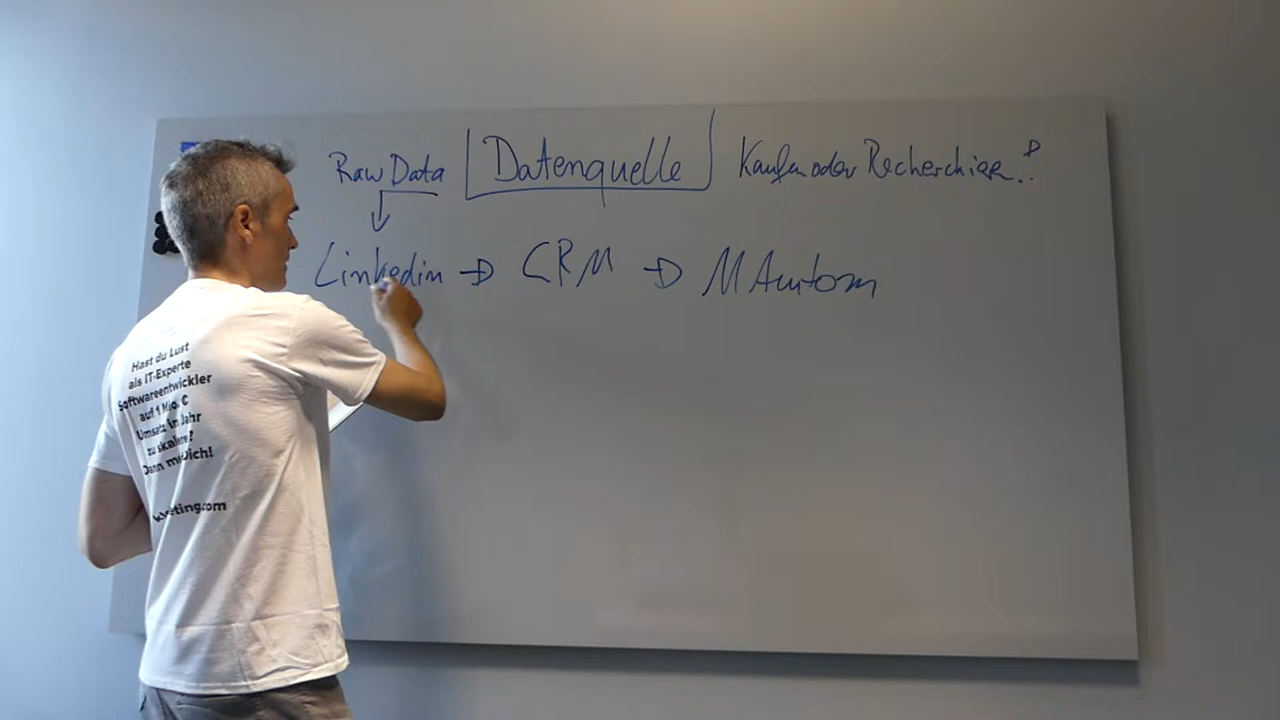 Raw Data Datenquelle Kaufen oder Recherchier..?
Linkedin → CRM → M Autom
Hast du Lust
als IT-Experte
Softwareentwickler
auf 1 Mio. €
Umsatz im Jahr
zu skalieren?
Dann melde Dich!